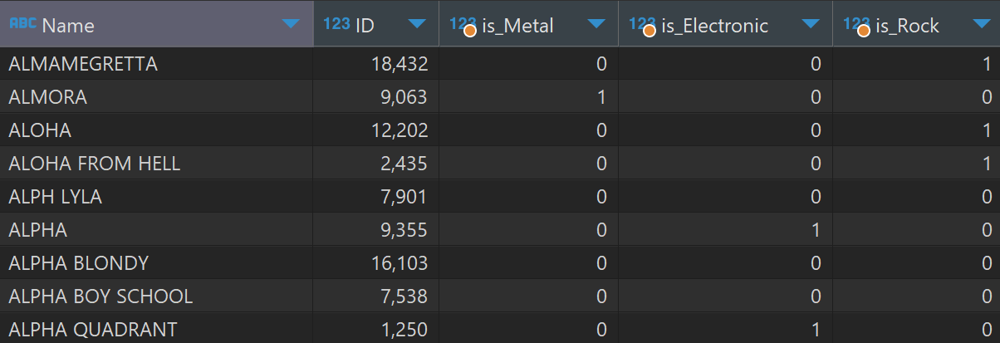 ABC Name 123 ID 123 is_Metal 123 is_Electronic 123 is_Rock
ALMAMEGRETTA 18,432 0 0 1
ALMORA 9,063 1 0 0
ALOHA 12,202 0 0 1
ALOHA FROM HELL 2,435 0 0 1
ALPH LYLA 7,901 0 0 0
ALPHA 9,355 0 1 0
ALPHA BLONDY 16,103 0 0 0
ALPHA BOY SCHOOL 7,538 0 0 0
ALPHA QUADRANT 1,250 0 1 0